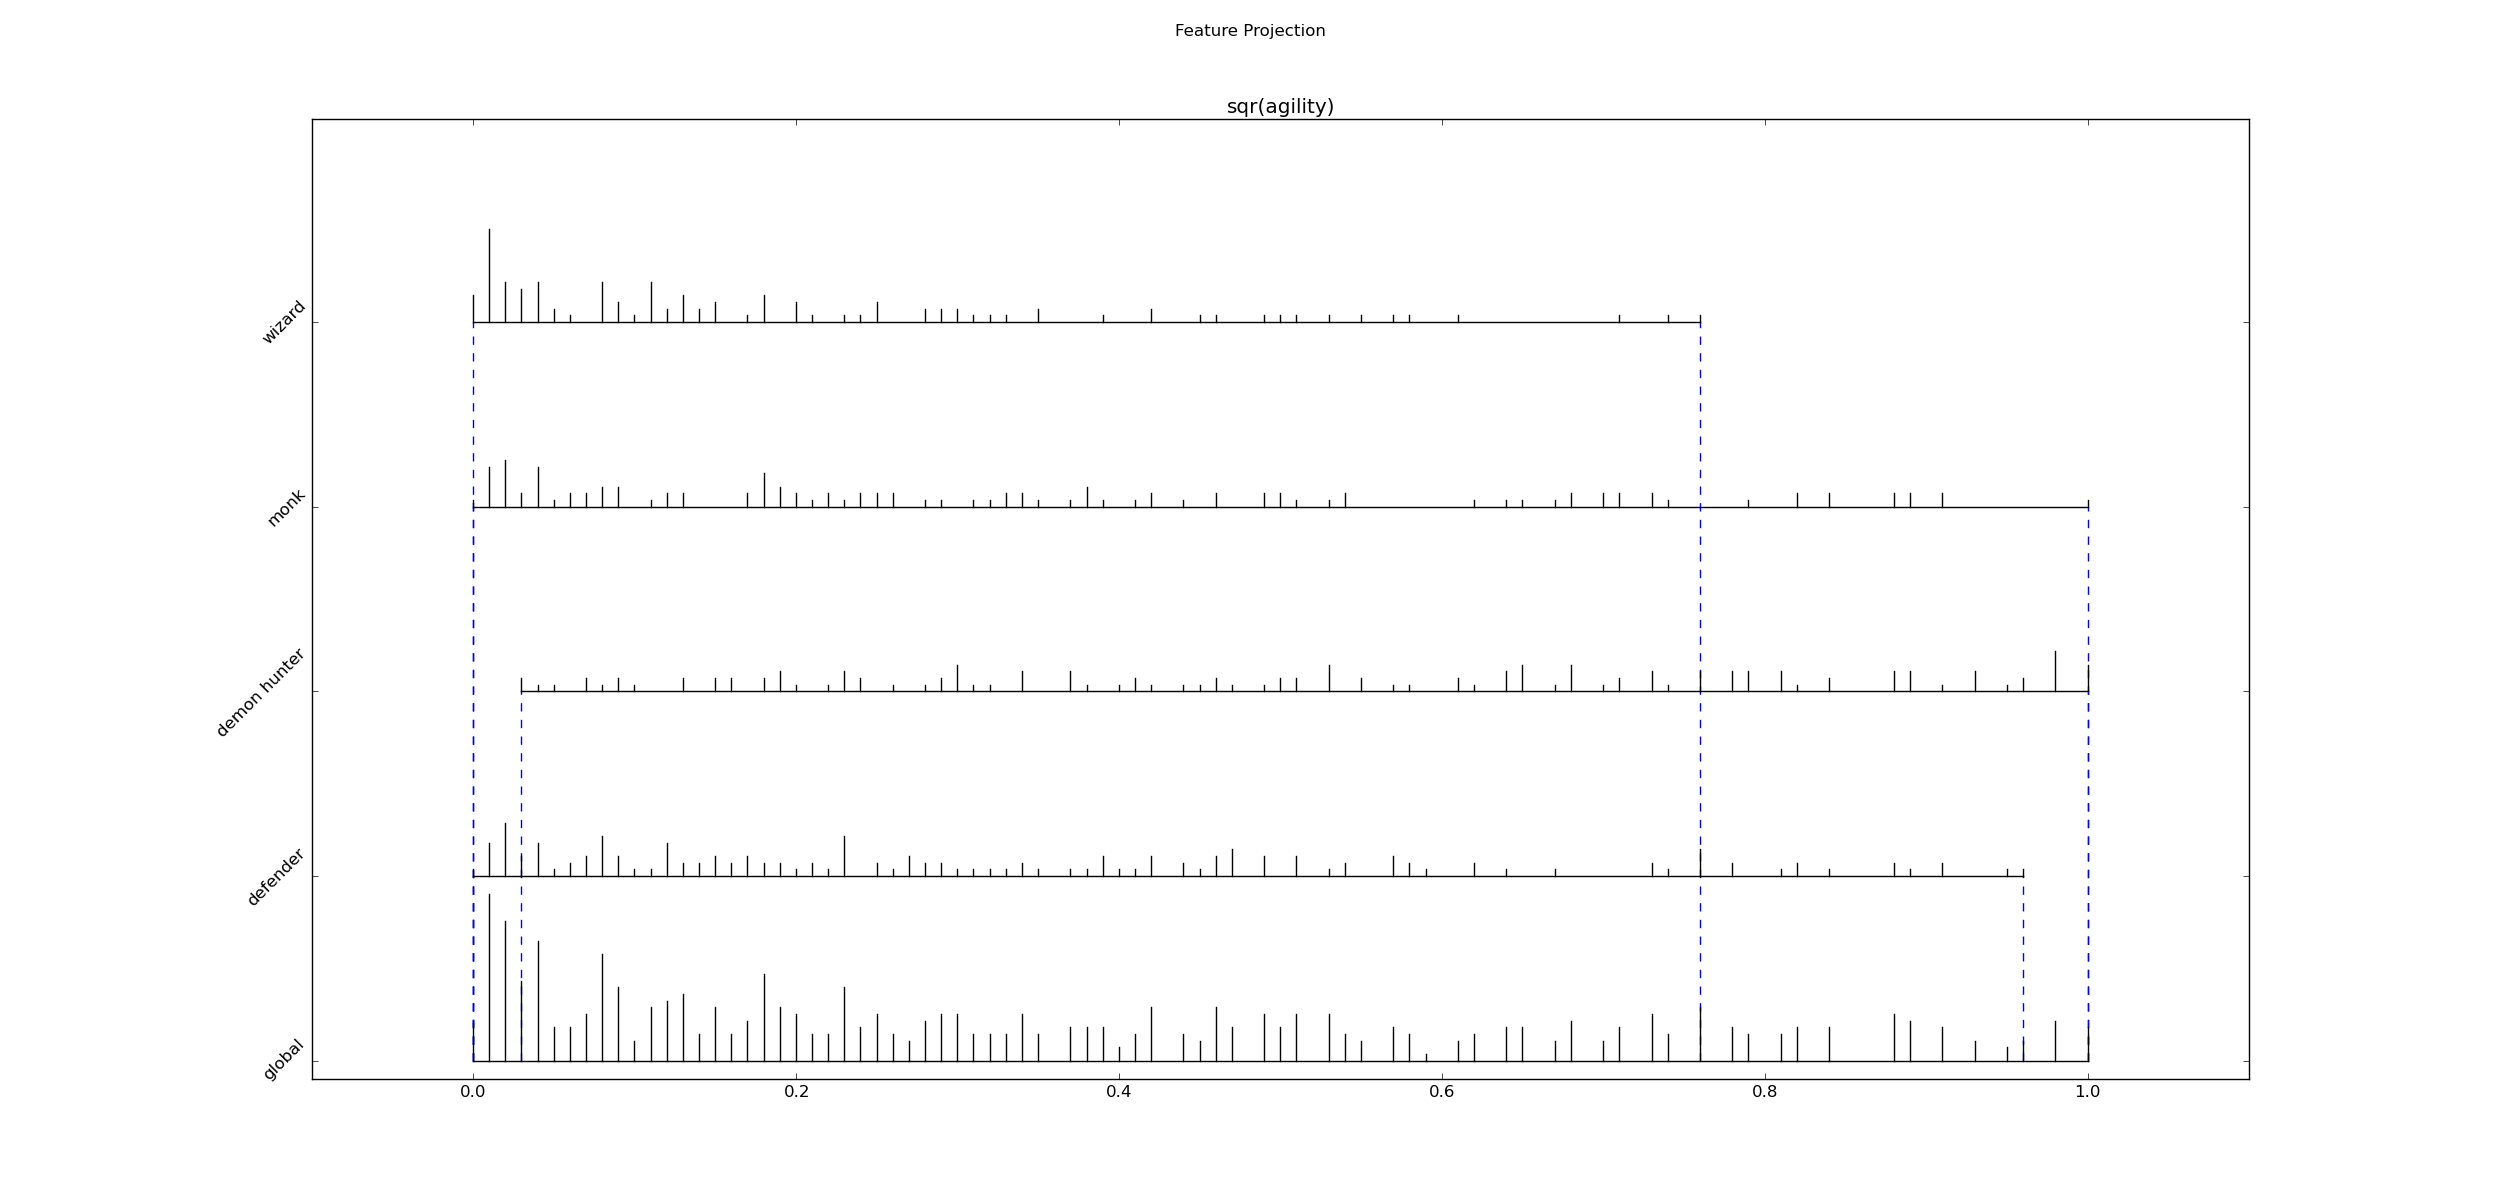 Feature Projection
sqr(agility)
wizard
monk
demon hunter
defender
global
0.0 0.2 0.4 0.6 0.8 1.0